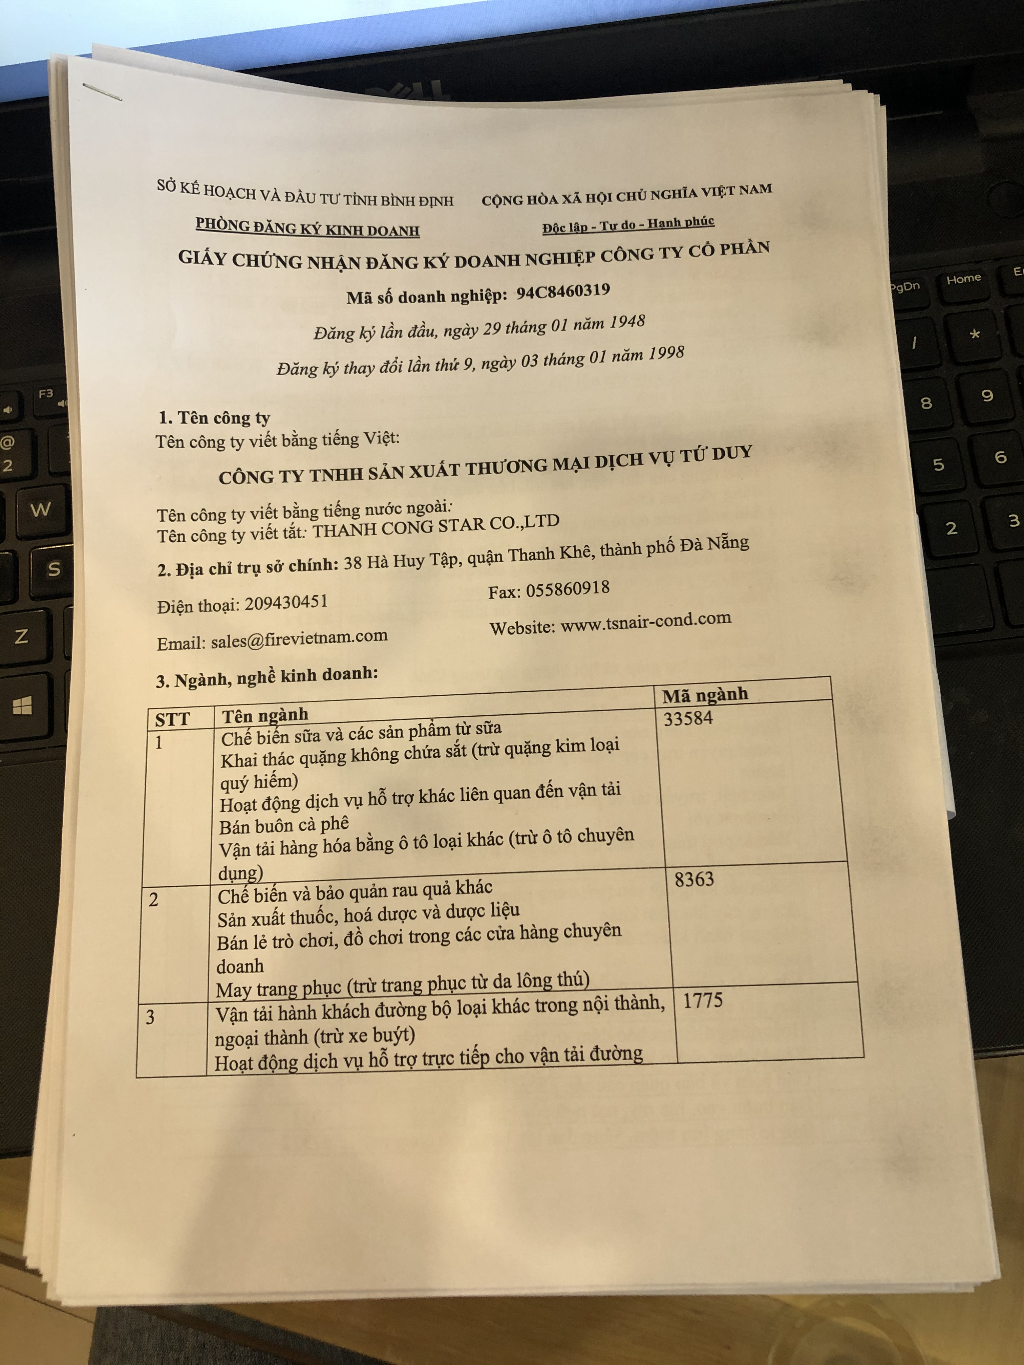 DELL
SỞ KẾ HOẠCH VÀ ĐẦU TƯ TỈNH BÌNH ĐỊNH
CỘNG HÒA XÃ HỘI CHỦ NGHĨA VIỆT NAM
PHÒNG ĐĂNG KÝ KINH DOANH
Độc lập - Tự do - Hạnh phúc
GIẤY CHỨNG NHẬN ĐĂNG KÝ DOANH NGHIỆP CÔNG TY CỔ PHẦN
Mã số doanh nghiệp: 94C8460319
Đăng ký lần đầu, ngày 29 tháng 01 năm 1948
Đăng ký thay đổi lần thứ 9, ngày 03 tháng 01 năm 1998
1. Tên công ty
Tên công ty viết bằng tiếng Việt:
CÔNG TY TNHH SẢN XUẤT THƯƠNG MẠI DỊCH VỤ TỨ DUY
Tên công ty viết bằng tiếng nước ngoài:
Tên công ty viết tắt: THANH CONG STAR CO.,LTD
2. Địa chỉ trụ sở chính: 38 Hà Huy Tập, quận Thanh Khê, thành phố Đà Nẵng
Điện thoại: 209430451
Fax: 055860918
Email: sales@firevietnam.com
Website: www.tsnair-cond.com
3. Ngành, nghề kinh doanh:
STT Tên ngành Mã ngành
1 Chế biến sữa và các sản phẩm từ sữa 33584
Khai thác quặng không chứa sắt (trừ quặng kim loại
quý hiếm)
Hoạt động dịch vụ hỗ trợ khác liên quan đến vận tải
Bán buôn cà phê
Vận tải hàng hóa bằng ô tô loại khác (trừ ô tô chuyên
dụng)
2 Chế biến và bảo quản rau quả khác 8363
Sản xuất thuốc, hoá dược và dược liệu
Bán lẻ trò chơi, đồ chơi trong các cửa hàng chuyên
doanh
May trang phục (trừ trang phục từ da lông thú)
3 Vận tải hành khách đường bộ loại khác trong nội thành, 1775
ngoại thành (trừ xe buýt)
Hoạt động dịch vụ hỗ trợ trực tiếp cho vận tải đường
F3
@
2
W
S
Z
PgDn
Home
/
*
8
9
5
6
2
3